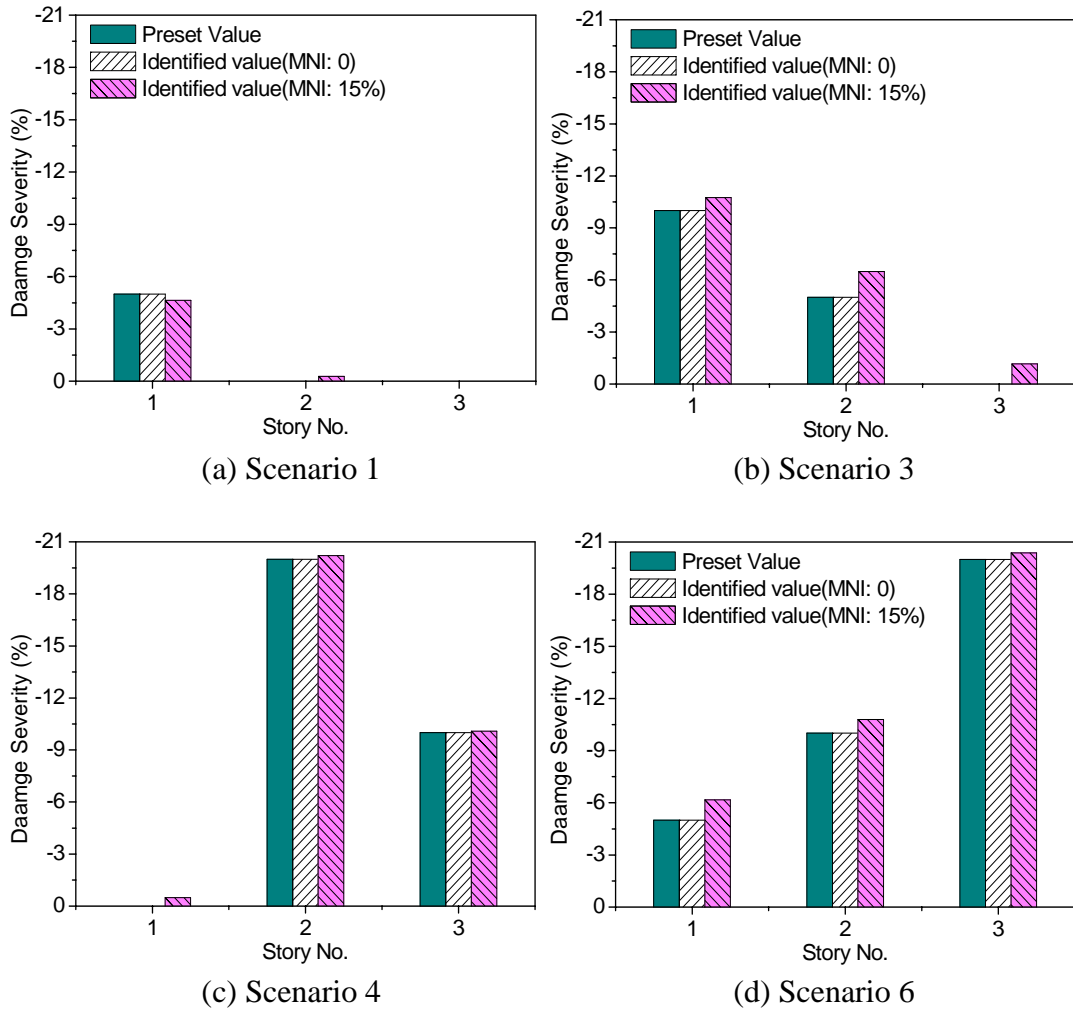 -21
-18
-15
-12
-9
-6
-3
0
Daamge Severity (%)
Preset Value
Identified value(MNI: 0)
Identified value(MNI: 15%)
1
2
3
Story No.
(a) Scenario 1
-21
-18
-15
-12
-9
-6
-3
0
Daamge Severity (%)
Preset Value
Identified value(MNI: 0)
Identified value(MNI: 15%)
1
2
3
Story No.
(b) Scenario 3
-21
-18
-15
-12
-9
-6
-3
0
Daamge Severity (%)
1
2
3
Story No.
(c) Scenario 4
-21
-18
-15
-12
-9
-6
-3
0
Daamge Severity (%)
Preset Value
Identified value(MNI: 0)
Identified value(MNI: 15%)
1
2
3
Story No.
(d) Scenario 6